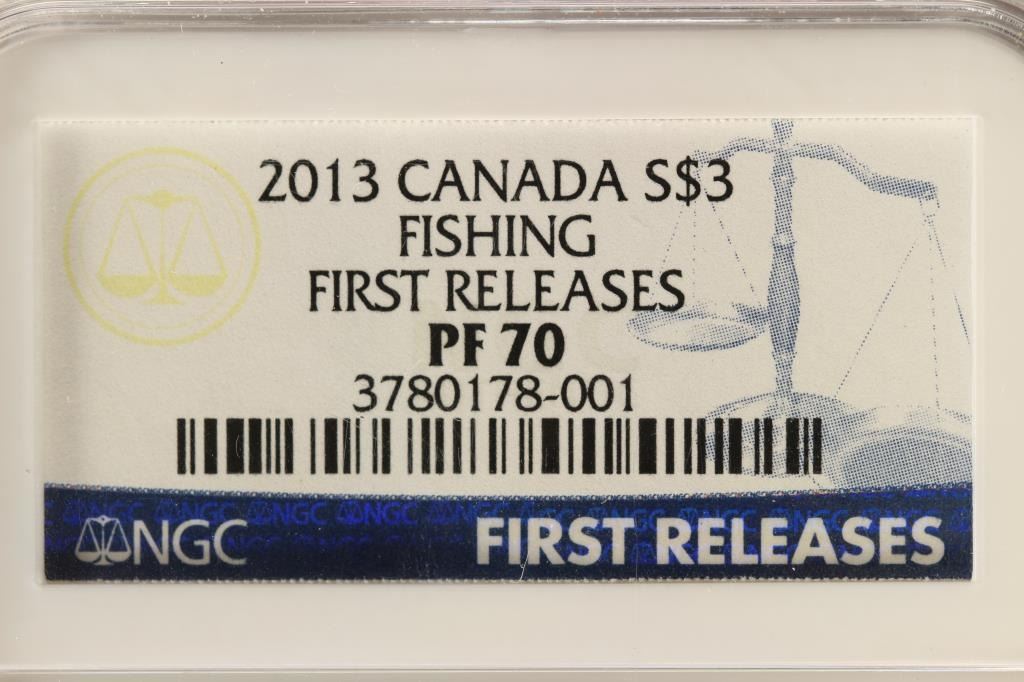 2013 CANADA S$3
FISHING
FIRST RELEASES
PF 70
3780178-001
NGC FIRST RELEASES